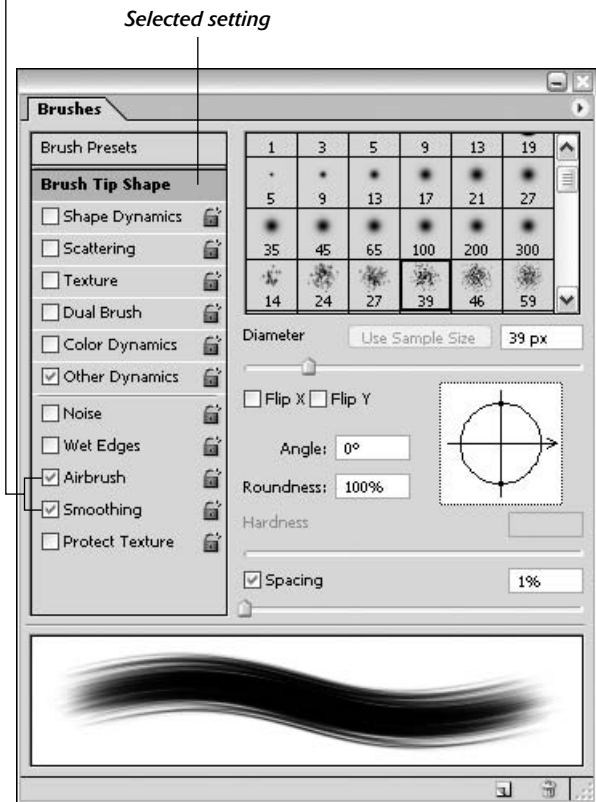 Selected setting
Brushes
Brush Presets
Brush Tip Shape
Shape Dynamics
Scattering
Texture
Dual Brush
Color Dynamics
Other Dynamics
Noise
Wet Edges
Airbrush
Smoothing
Protect Texture
1 3 5 9 13 19
5 9 13 17 21 27
35 45 65 100 200 300
14 24 27 39 46 59
Diameter Use Sample Size 39 px
Flip X Flip Y
Angle: 0º
Roundness: 100%
Hardness
Spacing 1%